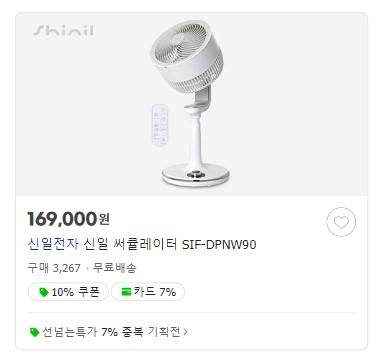 Shinil
169,000원
신일전자 신일 써큘레이터 SIF-DPNW90
구매 3,267 · 무료배송
10% 쿠폰 카드 7%
선넘는특가 7% 중복 기획전 >